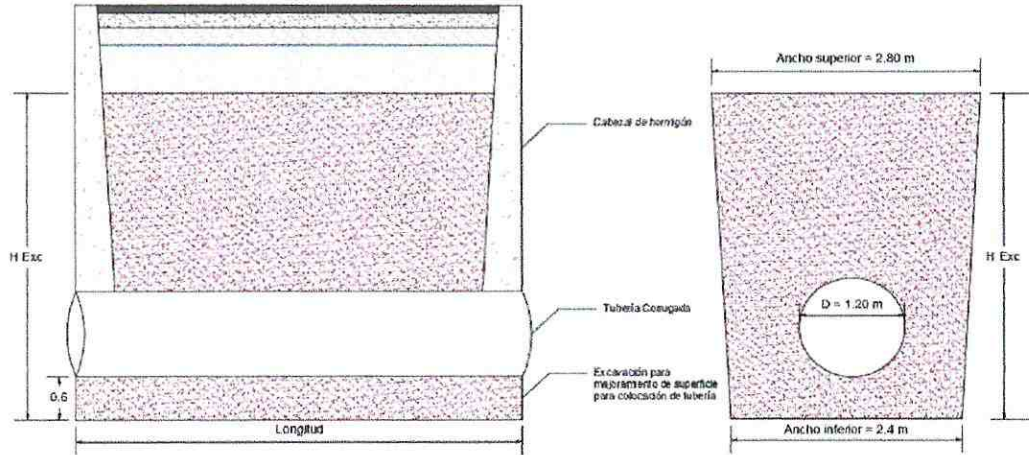 Ancho superior = 2,80 m
Cabezal de hormigón
H Exc
H Exc
D = 1.20 m
Tubería Corrugada
0.6
Excavación para
mejoramiento de superficie
para colocación de tubería
Longitud
Ancho inferior = 2,4 m